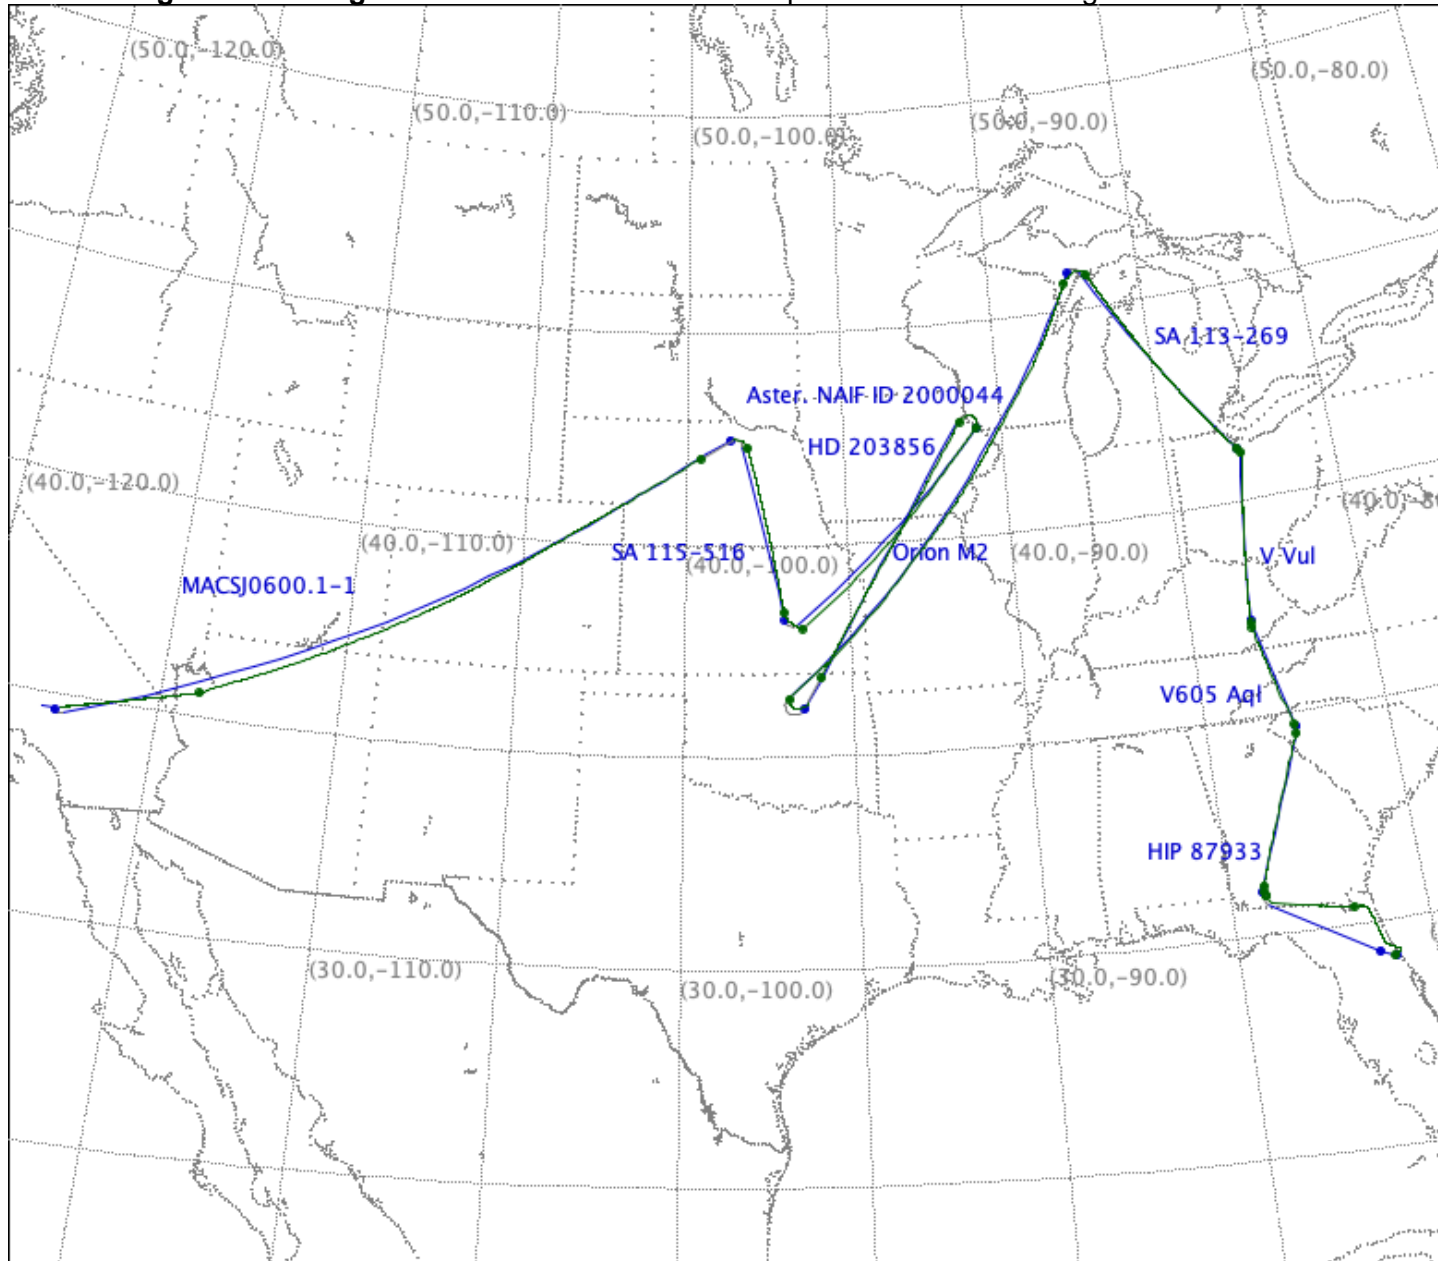 (50.0,-120.0)
(50.0,-80.0)
(50.0,-110.0)
(50.0,-100.0)
(50.0,-90.0)
SA 113-269
Aster. NAIF ID 2000044
HD 203856
(40.0,-120.0)
(40.0,-110.0)
SA 115-516
(40.0,-100.0)
Orion M2
(40.0,-90.0)
V Vul
MACSJ0600.1-1
V605 Aql
HIP 87933
(30.0,-110.0)
(30.0,-100.0)
(30.0,-90.0)